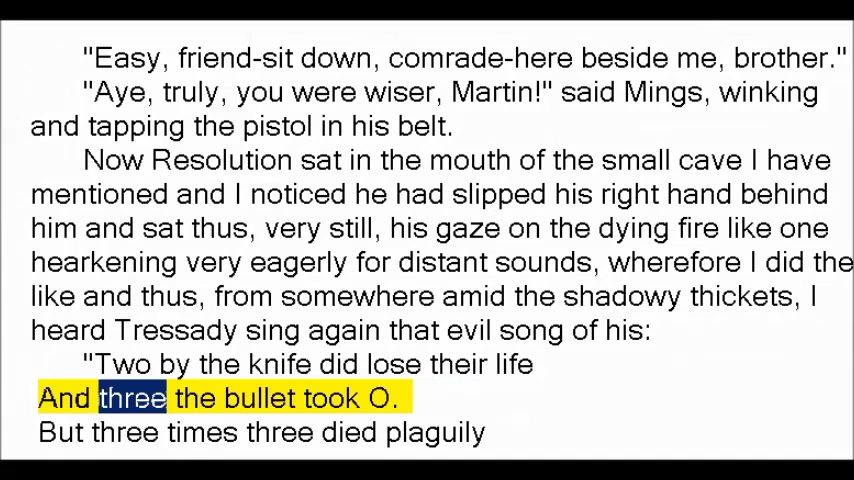 "Easy, friend-sit down, comrade-here beside me, brother."
"Aye, truly, you were wiser, Martin!" said Mings, winking
and tapping the pistol in his belt.
Now Resolution sat in the mouth of the small cave I have
mentioned and I noticed he had slipped his right hand behind
him and sat thus, very still, his gaze on the dying fire like one
hearkening very eagerly for distant sounds, wherefore I did the
like and thus, from somewhere amid the shadowy thickets, I
heard Tressady sing again that evil song of his:
"Two by the knife did lose their life
And three the bullet took O.
But three times three died plaguily